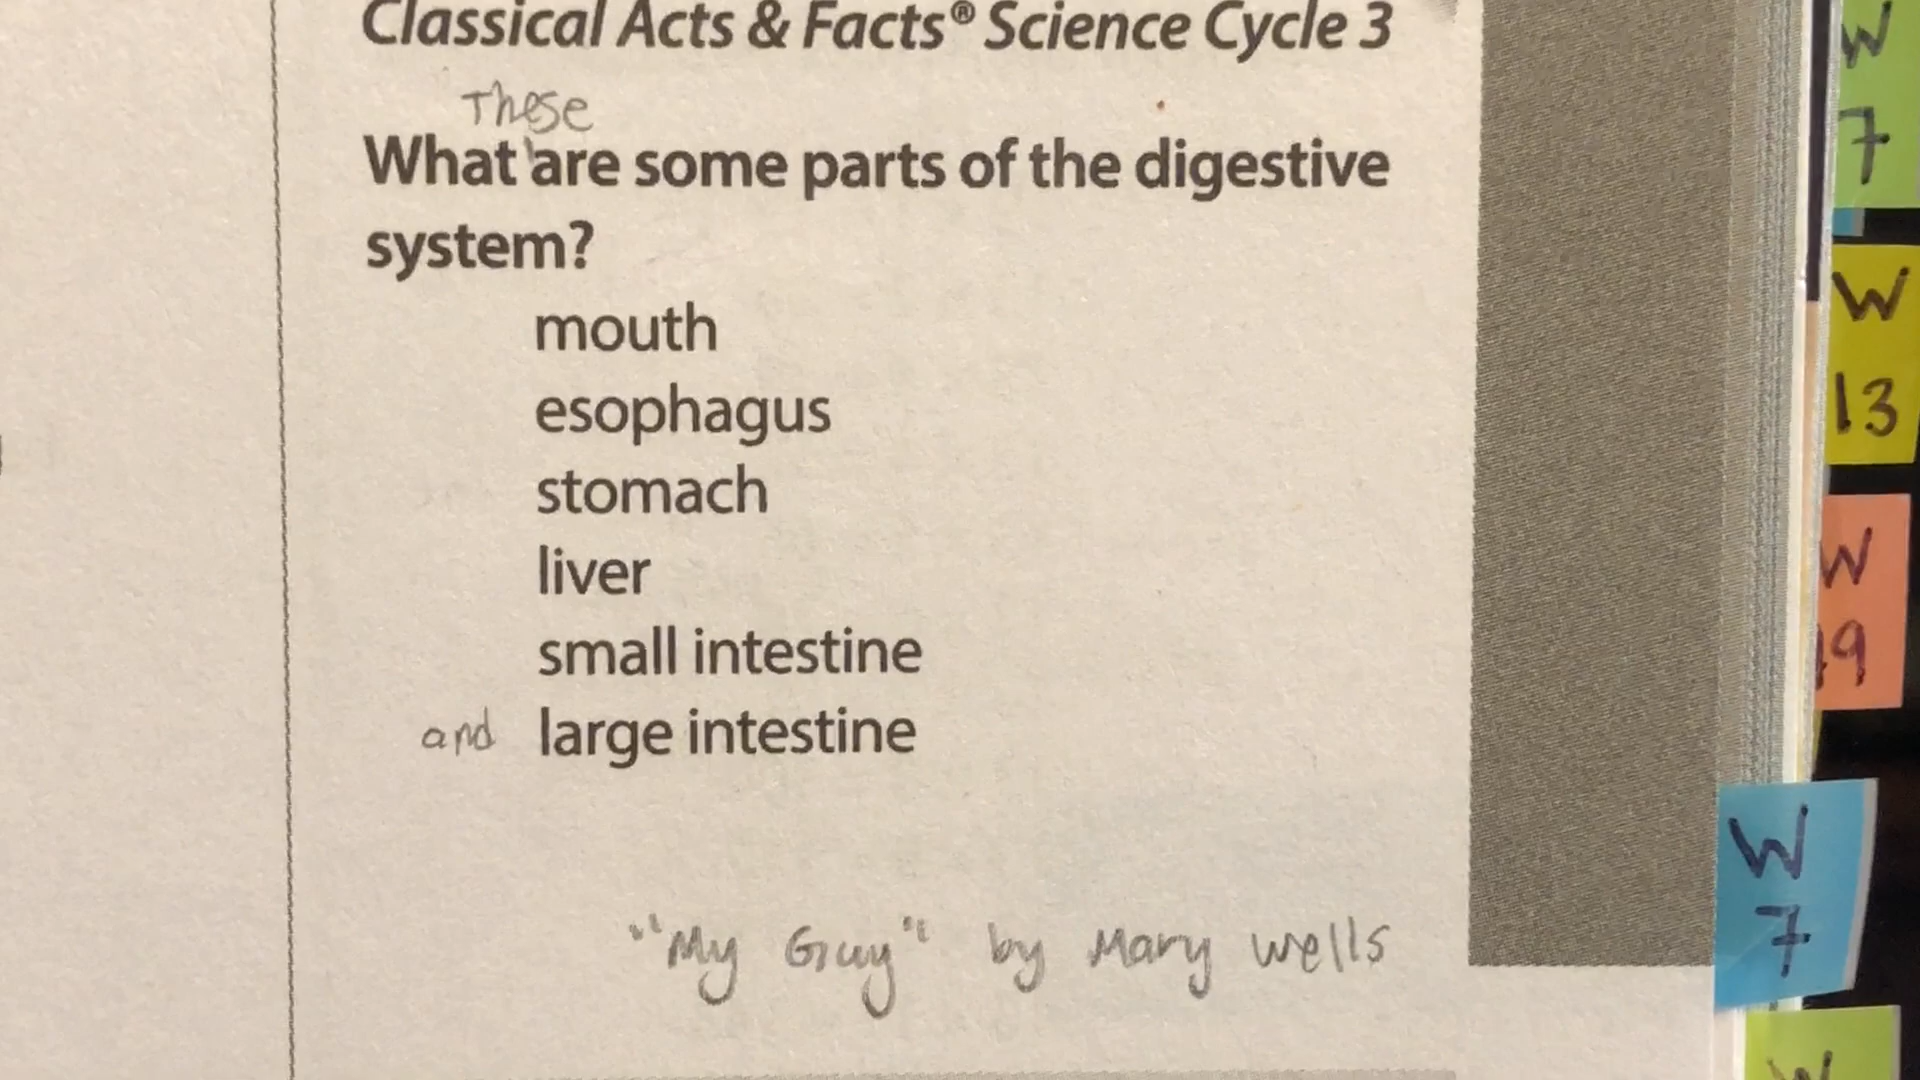 Classical Acts & Facts® Science Cycle 3
These
What are some parts of the digestive
system?
mouth
esophagus
stomach
liver
small intestine
and large intestine
"My Guy" by Mary Wells
W
7
W
13
W
19
W
7
W